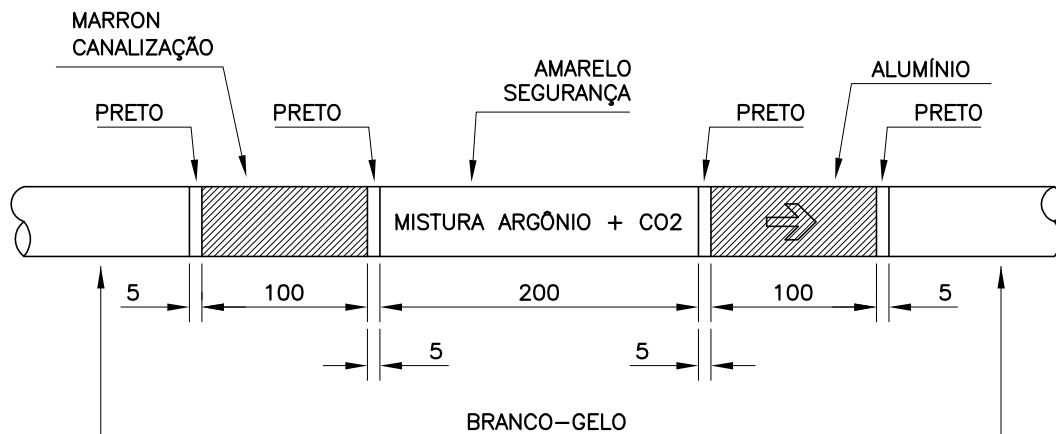 MARRON
CANALIZAÇÃO
AMARELO
SEGURANÇA
ALUMÍNIO
PRETO
PRETO
PRETO
PRETO
MISTURA ARGÔNIO + CO2
5
100
200
100
5
5
5
BRANCO-GELO